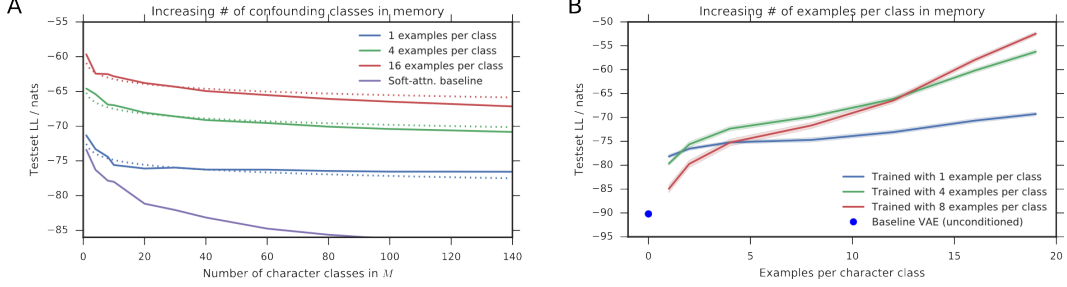 A
Increasing # of confounding classes in memory
−55
−60
−65
−70
−75
−80
−85
Testset LL / nats
1 examples per class
4 examples per class
16 examples per class
Soft-attn. baseline
0 20 40 60 80 100 120 140
Number of character classes in M
B
Increasing # of examples per class in memory
−50
−55
−60
−65
−70
−75
−80
−85
−90
−95
Testset LL / nats
Trained with 1 example per class
Trained with 4 examples per class
Trained with 8 examples per class
Baseline VAE (unconditioned)
0 5 10 15 20
Examples per character class